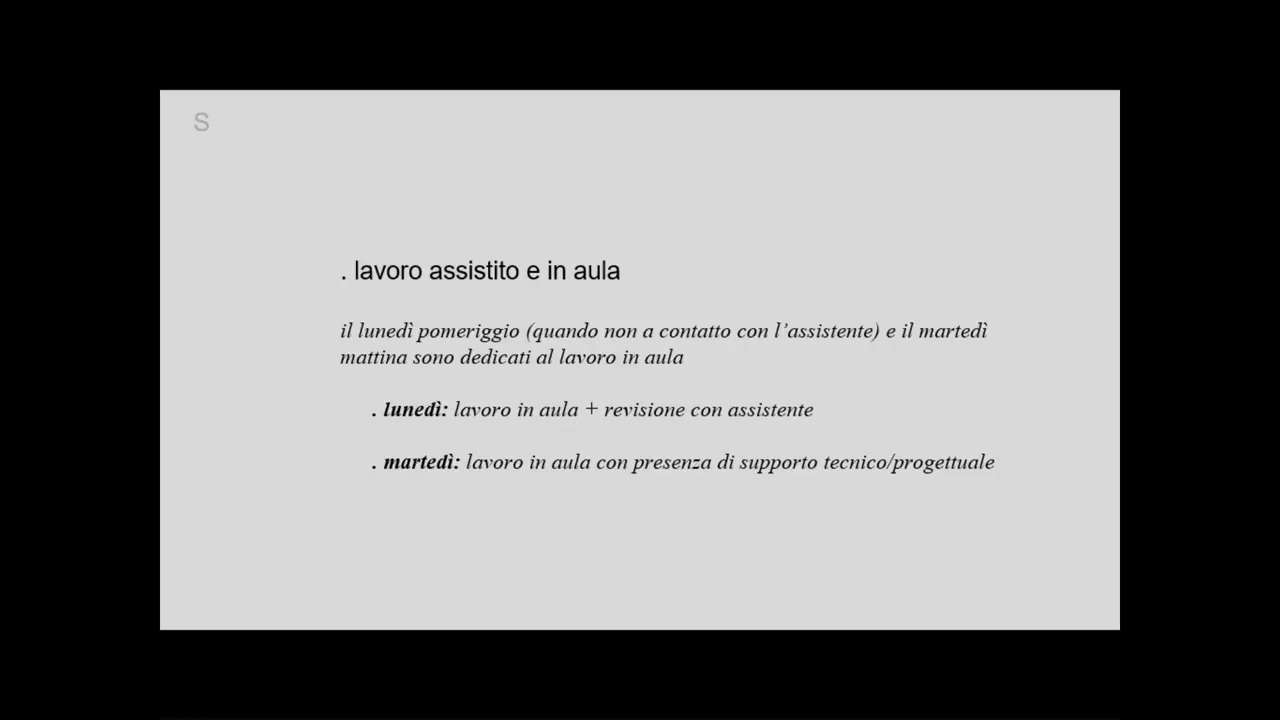 S
. lavoro assistito e in aula
il lunedì pomeriggio (quando non a contatto con l’assistente) e il martedì
mattina sono dedicati al lavoro in aula
. lunedì: lavoro in aula + revisione con assistente
. martedì: lavoro in aula con presenza di supporto tecnico/progettuale